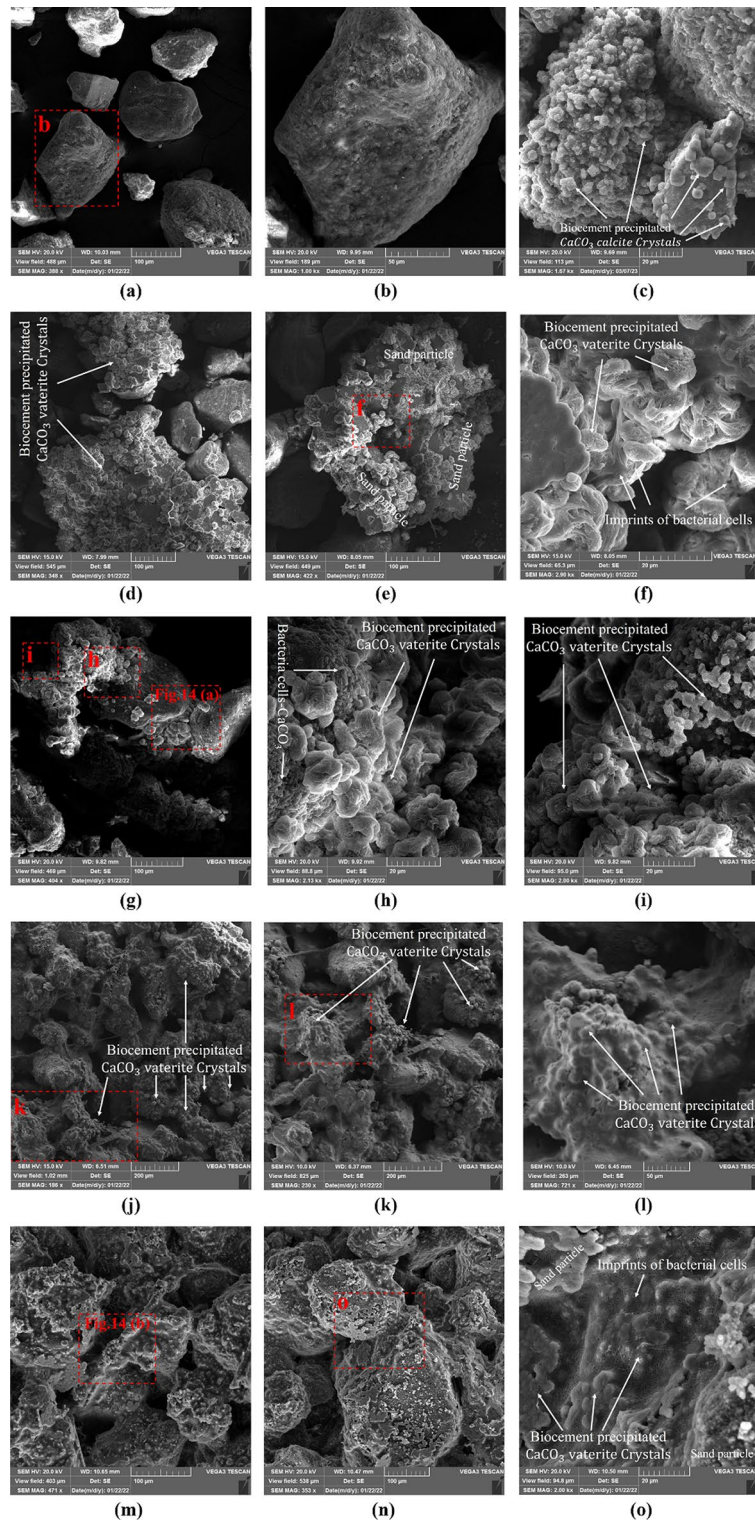 b
SEM HV: 20.0 kV WD: 10.03 mm VEGA3 TESCAN
View field: 488 µm Det: SE 100 µm
SEM MAG: 388 x Date(m/d/y): 01/22/22
(a)
SEM HV: 20.0 kV WD: 9.95 mm VEGA3 TESCAN
View field: 189 µm Det: SE 50 µm
SEM MAG: 1.00 kx Date(m/d/y): 01/22/22
(b)
Biocement precipitated
CaCO₃ calcite Crystals
SEM HV: 20.0 kV WD: 9.69 mm VEGA3 TESCAN
View field: 113 µm Det: SE 20 µm
SEM MAG: 1.67 kx Date(m/d/y): 03/07/23
(c)
Biocement precipitated
CaCO₃ vaterite Crystals
SEM HV: 15.0 kV WD: 7.99 mm VEGA3 TESCAN
View field: 545 µm Det: SE 100 µm
SEM MAG: 348 x Date(m/d/y): 01/22/22
(d)
Sand particle
f
Sand particle
Sand particle
SEM HV: 15.0 kV WD: 8.05 mm VEGA3 TESCAN
View field: 449 µm Det: SE 100 µm
SEM MAG: 422 x Date(m/d/y): 01/22/22
(e)
Biocement precipitated
CaCO₃ vaterite Crystals
Imprints of bacterial cells
SEM HV: 15.0 kV WD: 8.05 mm VEGA3 TESCAN
View field: 65.3 µm Det: SE 20 µm
SEM MAG: 2.90 kx Date(m/d/y): 01/22/22
(f)
i
h
Fig.14 (a)
SEM HV: 20.0 kV WD: 9.82 mm VEGA3 TESCAN
View field: 469 µm Det: SE 100 µm
SEM MAG: 404 x Date(m/d/y): 01/22/22
(g)
Bacteria cells-CaCO₃
Biocement precipitated
CaCO₃ vaterite Crystals
SEM HV: 20.0 kV WD: 9.92 mm VEGA3 TESCAN
View field: 88.8 µm Det: SE 20 µm
SEM MAG: 2.13 kx Date(m/d/y): 01/22/22
(h)
Biocement precipitated
CaCO₃ vaterite Crystals
SEM HV: 20.0 kV WD: 9.82 mm VEGA3 TESCAN
View field: 95.0 µm Det: SE 20 µm
SEM MAG: 2.00 kx Date(m/d/y): 01/22/22
(i)
Biocement precipitated
CaCO₃ vaterite Crystals
k
SEM HV: 15.0 kV WD: 8.51 mm VEGA3 TESCAN
View field: 1.02 mm Det: SE 200 µm
SEM MAG: 186 x Date(m/d/y): 01/22/22
(j)
Biocement precipitated
CaCO₃ vaterite Crystals
l
SEM HV: 10.0 kV WD: 8.37 mm VEGA3 TESCAN
View field: 825 µm Det: SE 200 µm
SEM MAG: 230 x Date(m/d/y): 01/22/22
(k)
Biocement precipitated
CaCO₃ vaterite Crystal
SEM HV: 10.0 kV WD: 8.45 mm VEGA3 TESCAN
View field: 263 µm Det: SE 50 µm
SEM MAG: 721 x Date(m/d/y): 01/22/22
(l)
Fig.14 (b)
SEM HV: 20.0 kV WD: 10.65 mm VEGA3 TESCAN
View field: 403 µm Det: SE 100 µm
SEM MAG: 471 x Date(m/d/y): 01/22/22
(m)
o
SEM HV: 20.0 kV WD: 10.47 mm VEGA3 TESCAN
View field: 538 µm Det: SE 100 µm
SEM MAG: 353 x Date(m/d/y): 01/22/22
(n)
Sand particle
Imprints of bacterial cells
Biocement precipitated
CaCO₃ vaterite Crystals
Sand particle
SEM HV: 20.0 kV WD: 10.50 mm VEGA3 TESCAN
View field: 94.8 µm Det: SE 20 µm
SEM MAG: 2.00 kx Date(m/d/y): 01/22/22
(o)